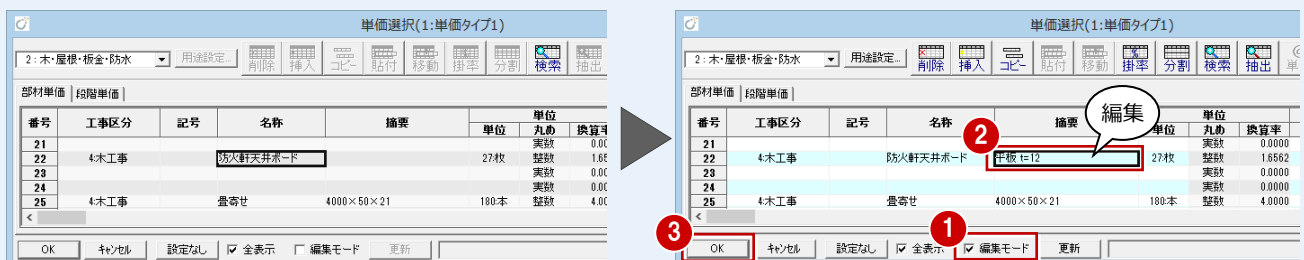 単価選択(1:単価タイプ1)
2:木・屋根・板金・防水 用途設定... 削除 挿入 コピー 貼付 移動 掛率 分割 検索 抽出
部材単価 段階単価
番号 工事区分 記号 名称 摘要 単位 単位 丸め 換算率
21 実数 0.00
22 4:木工事 防火軒天井ボード 27:枚 整数 1.65
23 実数 0.00
24 実数 0.00
25 4:木工事 畳寄せ 4000×50×21 180:本 整数 4.00
OK キャンセル 設定なし 全表示 編集モード 更新
単価選択(1:単価タイプ1)
2:木・屋根・板金・防水 用途設定... 削除 挿入 コピー 貼付 移動 掛率 分割 検索 抽出 単
部材単価 段階単価
編集
番号 工事区分 記号 名称 摘要 単位 単位 丸め 換算率
2
21 実数 0.0000
22 4:木工事 防火軒天井ボード 平板 t=12 27:枚 整数 1.6562
23 実数 0.0000
24 実数 0.0000
25 4:木工事 畳寄せ 4000×50×21 180:本 整数 4.0000
3 1
OK キャンセル 設定なし 全表示 編集モード 更新